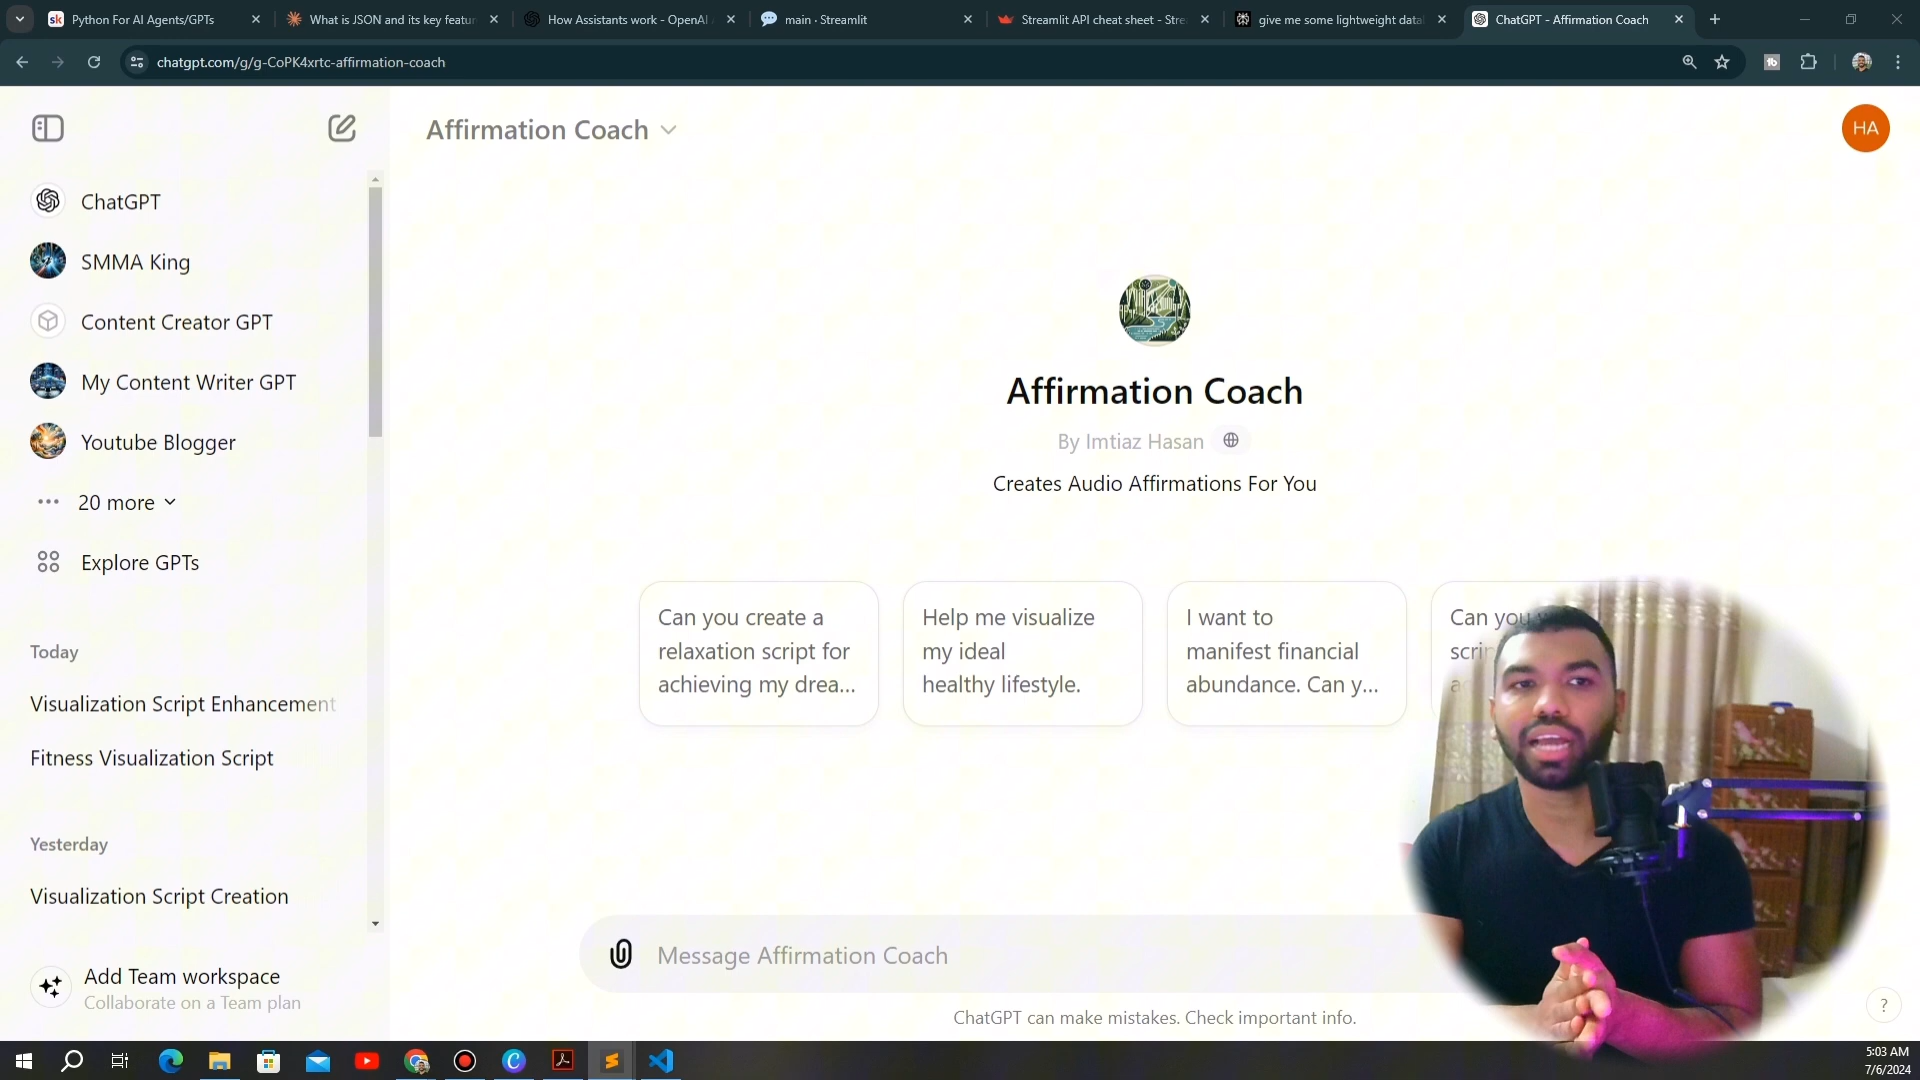 Python For AI Agents/GPTs
What is JSON and its key featur
How Assistants work - OpenAI
main · Streamlit
Streamlit API cheat sheet - Stre
give me some lightweight data
ChatGPT - Affirmation Coach
chatgpt.com/g/g-CoPK4xrtc-affirmation-coach
Affirmation Coach
HA
ChatGPT
SMMA King
Content Creator GPT
My Content Writer GPT
Youtube Blogger
20 more
Explore GPTs
Today
Visualization Script Enhancement
Fitness Visualization Script
Yesterday
Visualization Script Creation
Add Team workspace
Collaborate on a Team plan
Affirmation Coach
By Imtiaz Hasan
Creates Audio Affirmations For You
Can you create a
relaxation script for
achieving my drea...
Help me visualize
my ideal
healthy lifestyle.
I want to
manifest financial
abundance. Can y...
Can you
Message Affirmation Coach
ChatGPT can make mistakes. Check important info.
?
5:03 AM
7/6/2024